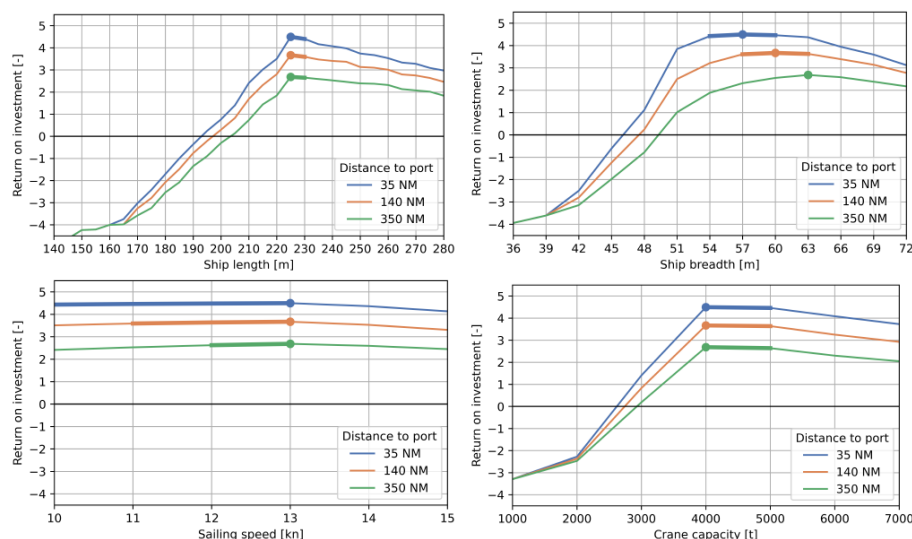 Return on investment [-]
5
4
3
2
1
0
−1
−2
−3
−4
Distance to port
35 NM
140 NM
350 NM
140 150 160 170 180 190 200 210 220 230 240 250 260 270 280
Ship length [m]
Return on investment [-]
5
4
3
2
1
0
−1
−2
−3
−4
Distance to port
35 NM
140 NM
350 NM
36 39 42 45 48 51 54 57 60 63 66 69 72
Ship breadth [m]
Return on investment [-]
5
4
3
2
1
0
−1
−2
−3
−4
Distance to port
35 NM
140 NM
350 NM
10 11 12 13 14 15
Sailing speed [kn]
Return on investment [-]
5
4
3
2
1
0
−1
−2
−3
−4
Distance to port
35 NM
140 NM
350 NM
1000 2000 3000 4000 5000 6000 7000
Crane capacity [t]